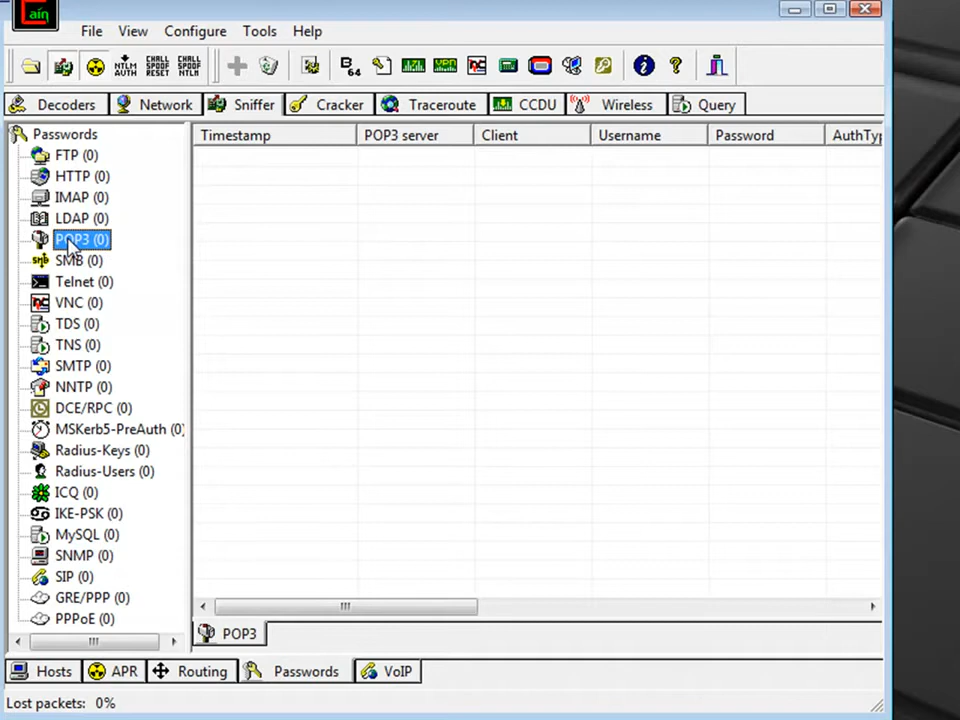 Cain
File View Configure Tools Help
NTLM AUTH CHALL SPOOF RESET CHALL SPOOF NTLM B 64
Decoders Network Sniffer Cracker Traceroute CCDU Wireless Query
Passwords
FTP (0)
HTTP (0)
IMAP (0)
LDAP (0)
POP3 (0)
SMB (0)
Telnet (0)
VNC (0)
TDS (0)
TNS (0)
SMTP (0)
NNTP (0)
DCE/RPC (0)
MSKerb5-PreAuth (0)
Radius-Keys (0)
Radius-Users (0)
ICQ (0)
IKE-PSK (0)
MySQL (0)
SNMP (0)
SIP (0)
GRE/PPP (0)
PPPoE (0)
Timestamp POP3 server Client Username Password AuthTyp
POP3
Hosts APR Routing Passwords VoIP
Lost packets: 0%